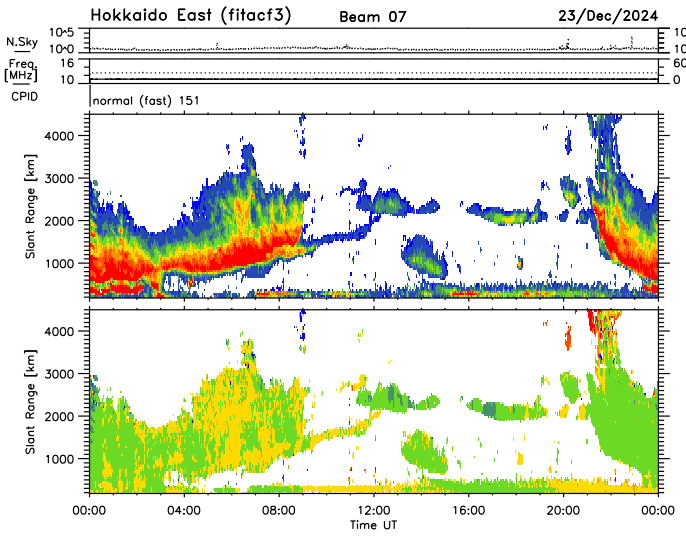 Hokkaido East (fitacf3) Beam 07 23/Dec/2024
N.Sky 10^5 10^0 10 10
Freq. [MHz] 16 10 60 0
CPID normal (fast) 151
Slant Range [km] 4000 3000 2000 1000
Slant Range [km] 4000 3000 2000 1000
00:00 04:00 08:00 12:00 16:00 20:00 00:00
Time UT